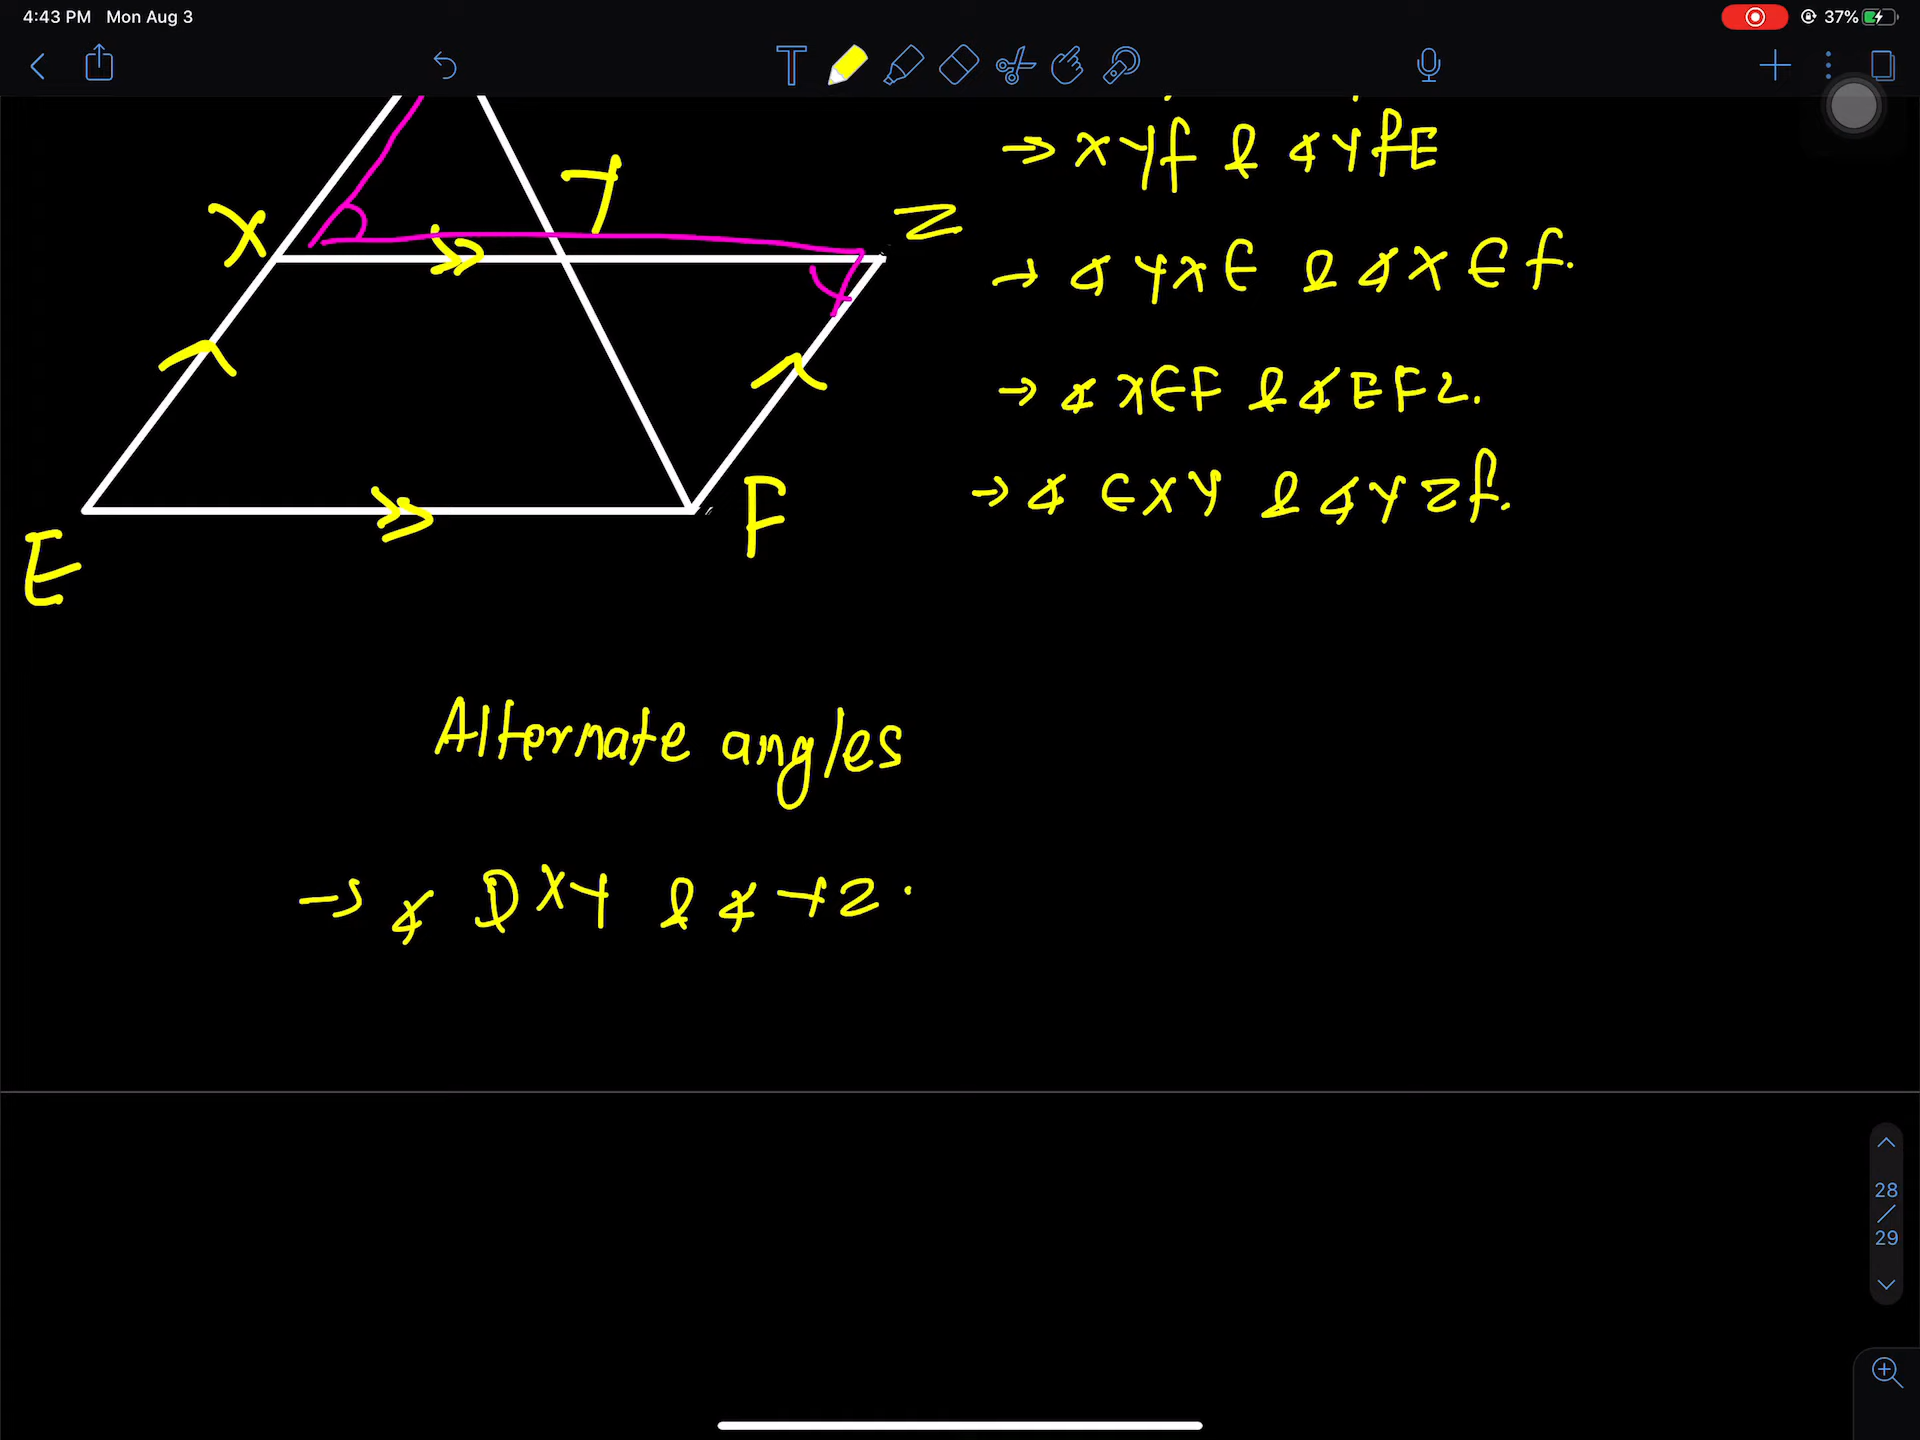 4:43 PM Mon Aug 3
37%
T
→ XYf & ∡YfE
X
Y
Z
→ ∡ YXE & ∡XEf.
→ ∡ XEF & ∡EFZ.
→ ∡ EXY & ∡YZf.
E
F
Alternate angles
→ ∡ DXY & ∡ YZ
28
/
29